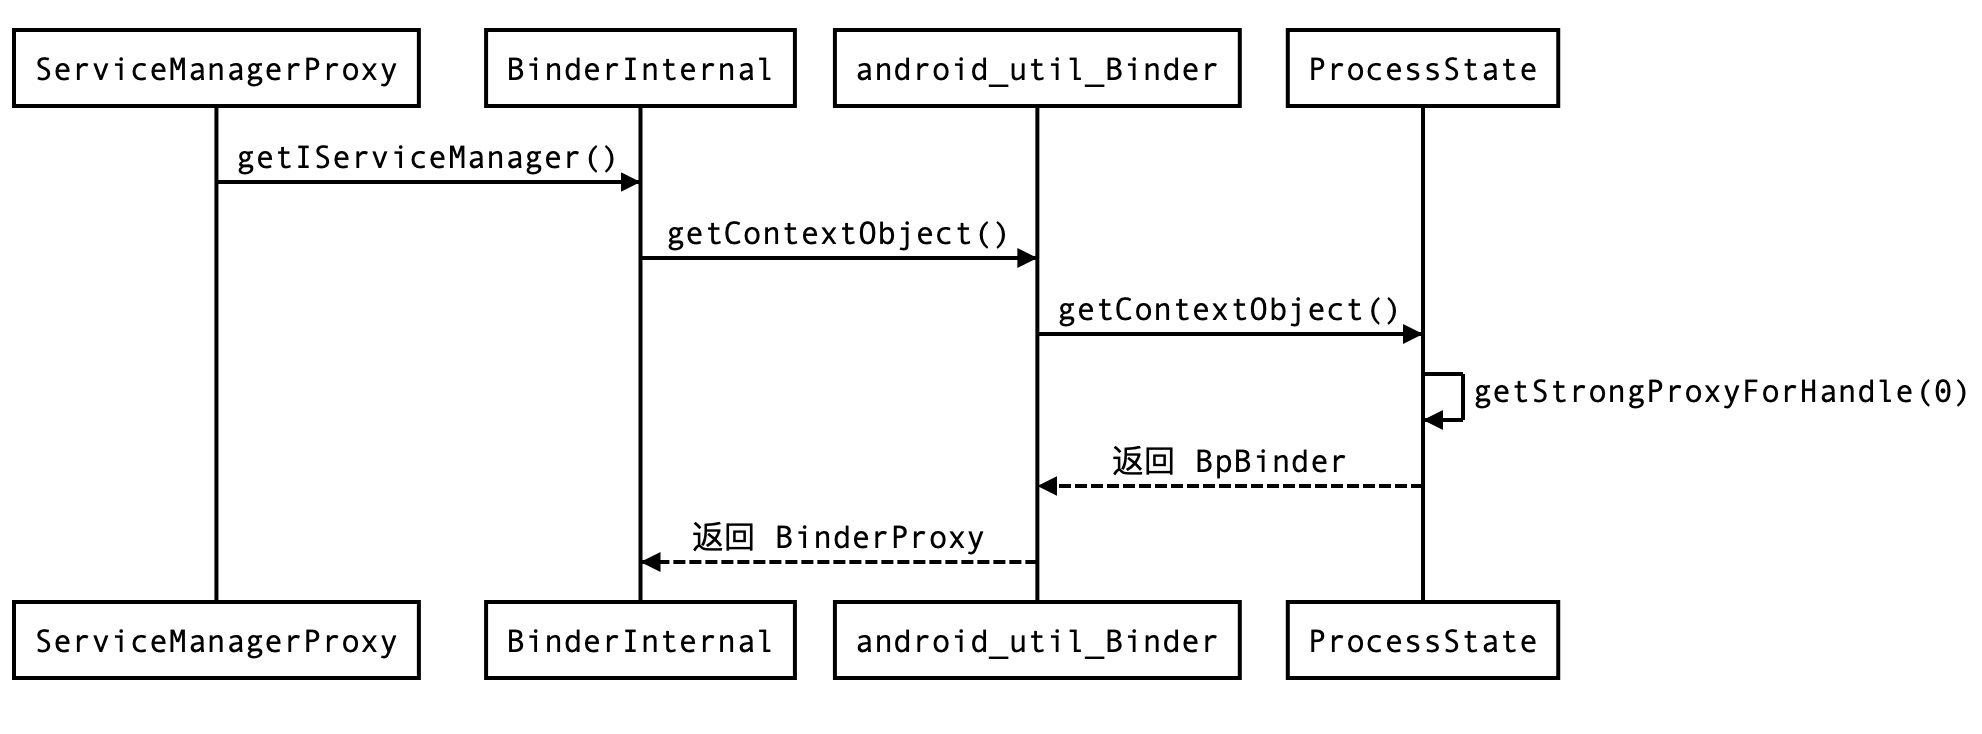 ServiceManagerProxy
BinderInternal
android_util_Binder
ProcessState
getIServiceManager()
getContextObject()
getContextObject()
getStrongProxyForHandle(0)
返回 BpBinder
返回 BinderProxy
ServiceManagerProxy
BinderInternal
android_util_Binder
ProcessState